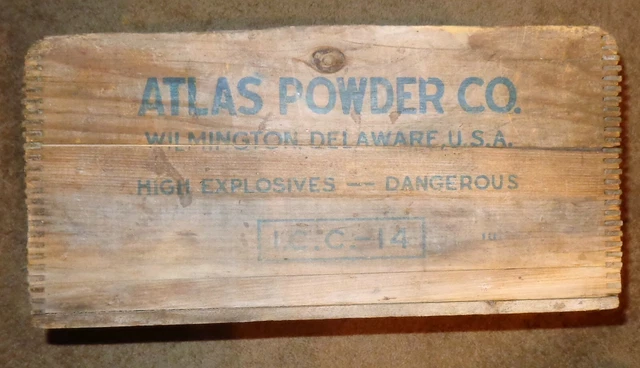 ATLAS POWDER CO.
WILMINGTON, DELAWARE, U.S.A.
HIGH EXPLOSIVES -- DANGEROUS
I.C.C.-14